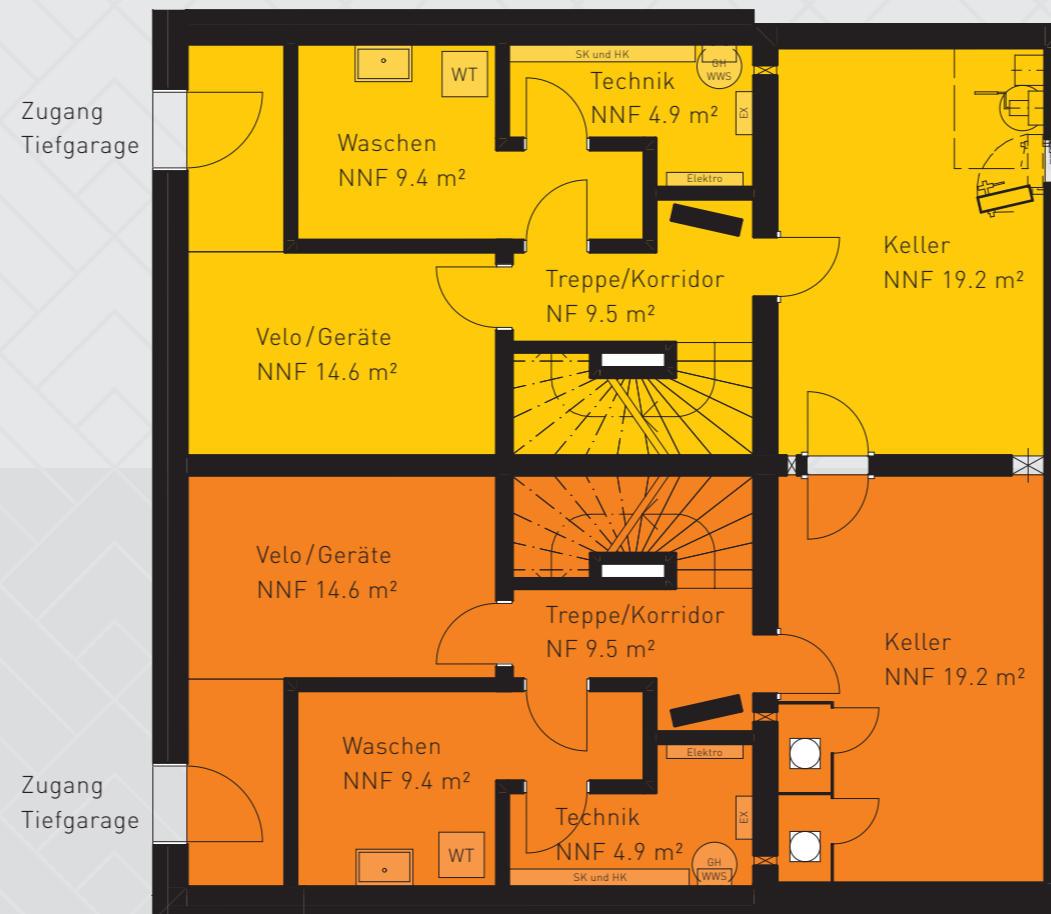 Zugang
Tiefgarage
WT
Waschen
NNF 9.4 m²
SK und HK
GH
WWS
Technik
NNF 4.9 m²
EX
Elektro
Keller
NNF 19.2 m²
Treppe/Korridor
NF 9.5 m²
Velo/Geräte
NNF 14.6 m²
Velo/Geräte
NNF 14.6 m²
Treppe/Korridor
NF 9.5 m²
Keller
NNF 19.2 m²
Zugang
Tiefgarage
Waschen
NNF 9.4 m²
WT
Elektro
EX
Technik
NNF 4.9 m²
GH
WWS
SK und HK